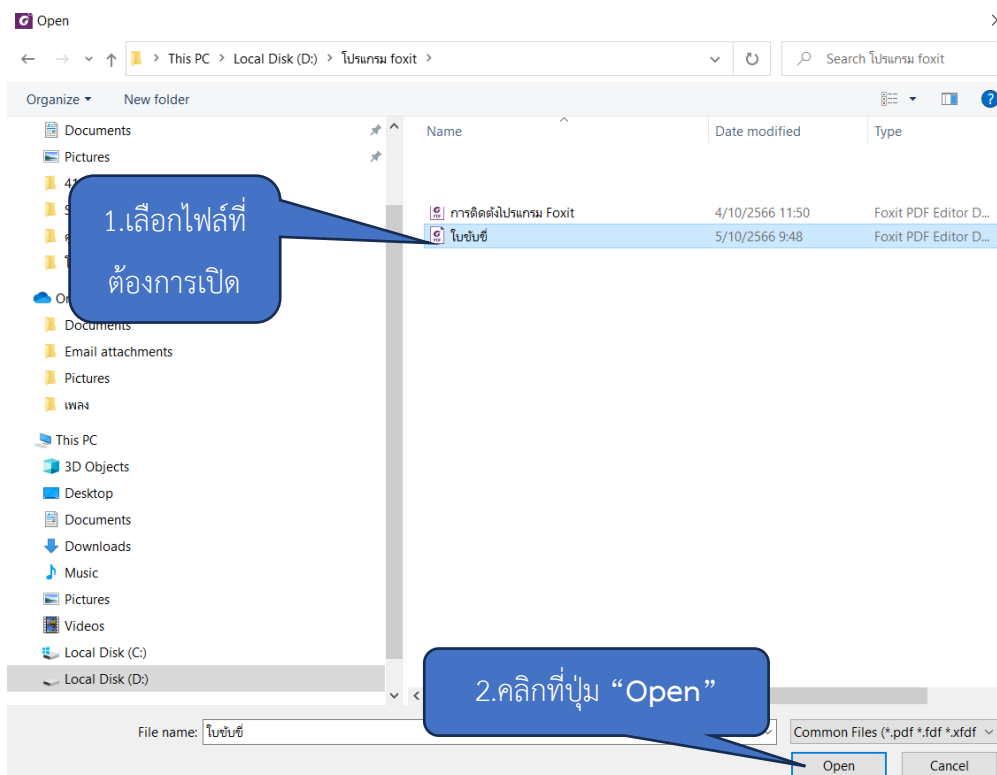 Open
This PC > Local Disk (D:) > โปรแกรม foxit >
Search โปรแกรม foxit
Organize
New folder
Name
Date modified
Type
Documents
Pictures
41
1.เลือกไฟล์ที่
ต้องการเปิด
การติดตั้งโปรแกรม Foxit
4/10/2566 11:50
Foxit PDF Editor D...
ใบขับขี่
5/10/2566 9:48
Foxit PDF Editor D...
Documents
Email attachments
Pictures
เพลง
This PC
3D Objects
Desktop
Documents
Downloads
Music
Pictures
Videos
Local Disk (C:)
Local Disk (D:)
2.คลิกที่ปุ่ม “Open”
File name: ใบขับขี่
Common Files (*.pdf *.fdf *.xfdf
Open
Cancel